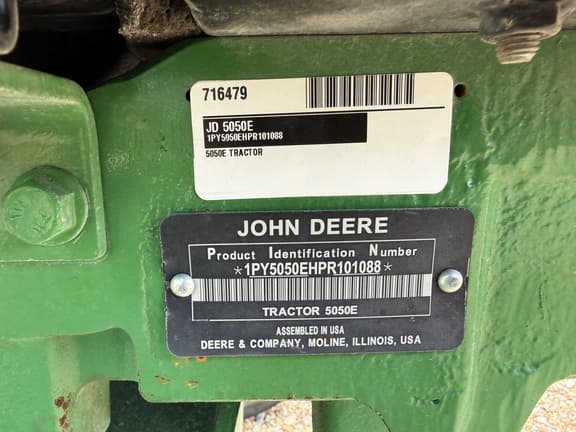 716479
JD 5050E
1PY5050EHPR101088
5050E TRACTOR
JOHN DEERE
Product Identification Number
*1PY5050EHPR101088*
TRACTOR 5050E
ASSEMBLED IN USA
DEERE & COMPANY, MOLINE, ILLINOIS, USA